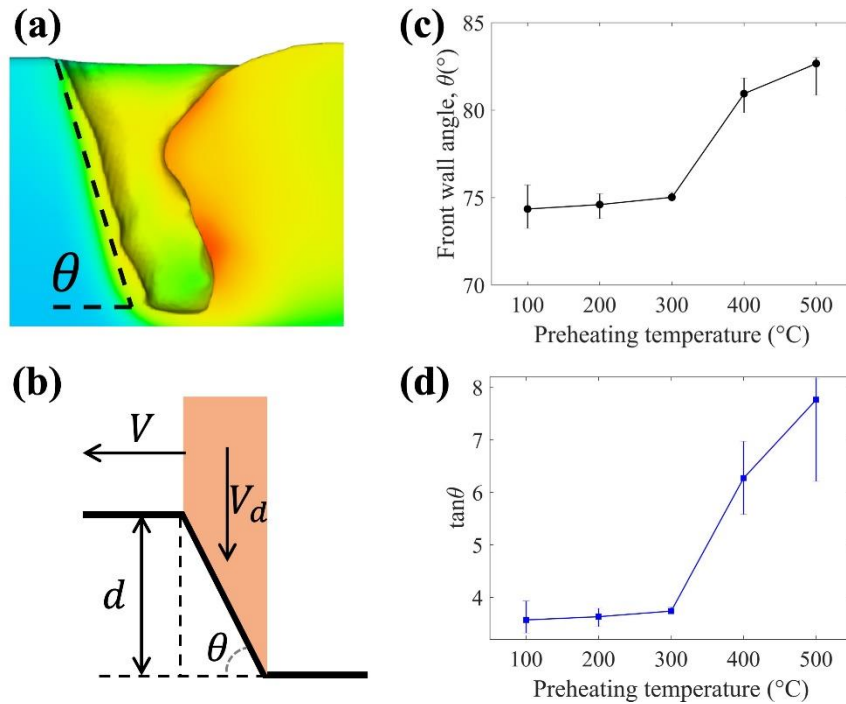 (a)
θ
(b)
V
V_d
d
θ
(c)
Front wall angle, θ(°)
85
80
75
70
100 200 300 400 500
Preheating temperature (°C)
(d)
tanθ
8
7
6
5
4
100 200 300 400 500
Preheating temperature (°C)